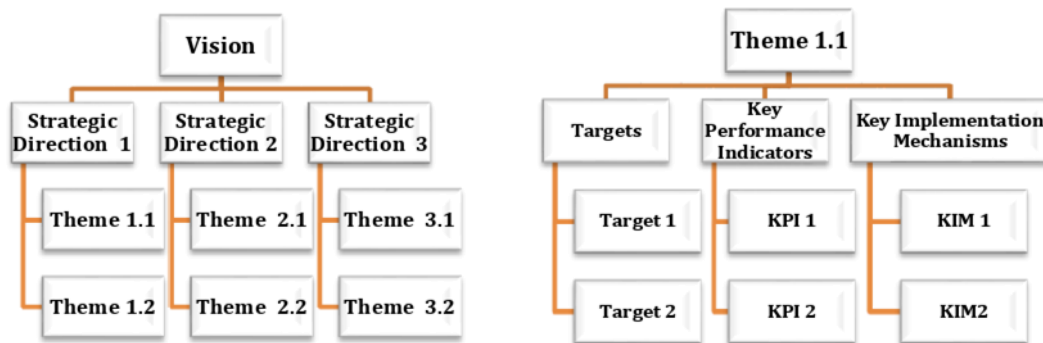 Vision
Strategic
Direction 1
Strategic
Direction 2
Strategic
Direction 3
Theme 1.1
Theme 2.1
Theme 3.1
Theme 1.2
Theme 2.2
Theme 3.2
Theme 1.1
Targets
Key
Performance
Indicators
Key Implementation
Mechanisms
Target 1
KPI 1
KIM 1
Target 2
KPI 2
KIM2